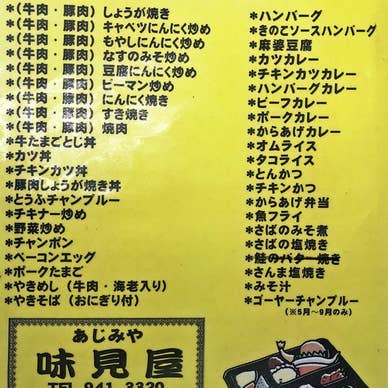 *(牛肉・豚肉)しょうが焼き
*(牛肉・豚肉)キャベツにんにく炒め
*(牛肉・豚肉)もやしにんにく炒め
*(牛肉・豚肉)なすのみそ炒め
*(牛肉・豚肉)豆腐にんにく炒め
*(牛肉・豚肉)ピーマン炒め
*(牛肉・豚肉)にんにく焼き
*(牛肉・豚肉)すき焼き
*(牛肉・豚肉)焼肉
*牛たまごとじ丼
*カツ丼
*チキンカツ丼
*豚肉しょうが焼き丼
*とうふチャンプルー
*チキナー炒め
*野菜炒め
*チャンポン
*ベーコンエッグ
*ポークたまご
*やきめし(牛肉・海老入り)
*やきそば(おにぎり付)
あじみや
味見屋
TEL 941-3320
*ハンバーグ
*きのこソースハンバーグ
*麻婆豆腐
*カツカレー
*チキンカツカレー
*ハンバーグカレー
*ビーフカレー
*ポークカレー
*からあげカレー
*オムライス
*タコライス
*とんかつ
*チキンかつ
*からあげ弁当
*魚フライ
*さばのみそ煮
*さばの塩焼き
*鮭のバター焼き
*さんま塩焼き
*みそ汁
*ゴーヤーチャンプルー
(※5月〜9月のみ)